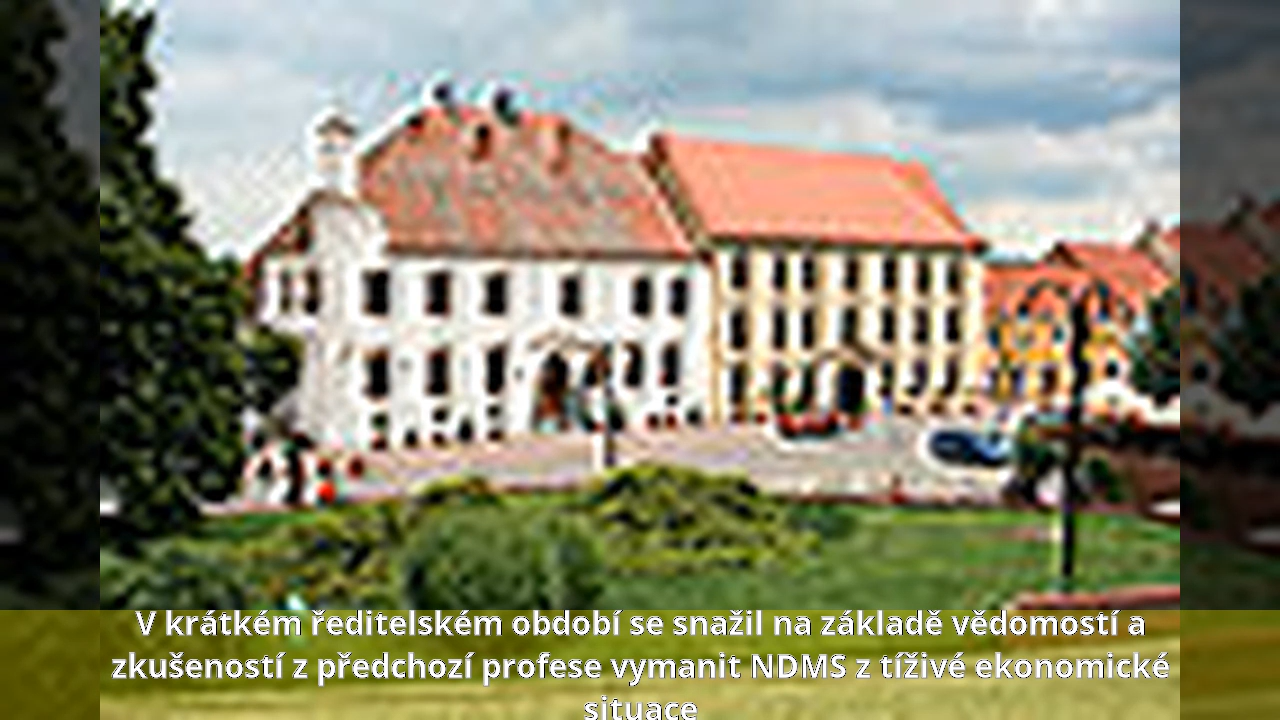 V krátkém ředitelském období se snažil na základě vědomostí a
zkušeností z předchozí profese vymanit NDMS z tíživé ekonomické
situace